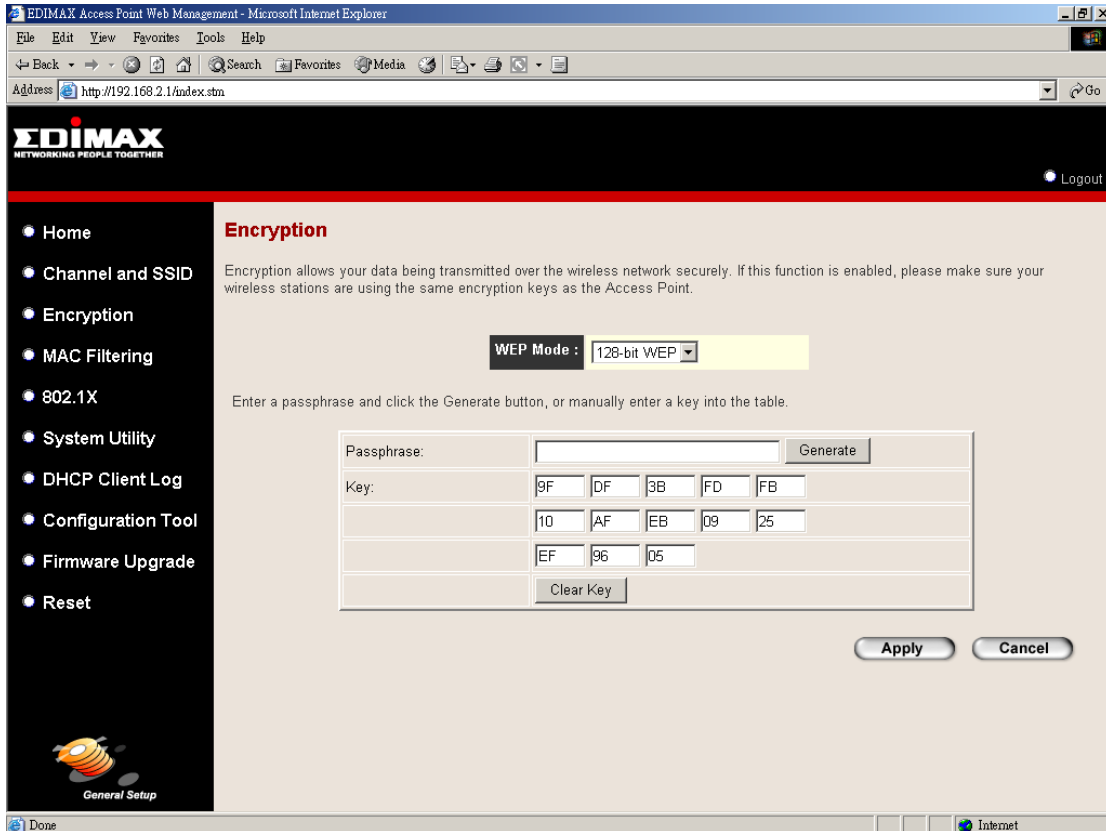 EDIMAX Access Point Web Management - Microsoft Internet Explorer
File Edit View Favorites Tools Help
Back Search Favorites Media
Address http://192.168.2.1/index.stm Go
EDIMAX
NETWORKING PEOPLE TOGETHER
Logout
Home
Channel and SSID
Encryption
MAC Filtering
802.1X
System Utility
DHCP Client Log
Configuration Tool
Firmware Upgrade
Reset
General Setup
Encryption
Encryption allows your data being transmitted over the wireless network securely. If this function is enabled, please make sure your
wireless stations are using the same encryption keys as the Access Point.
WEP Mode : 128-bit WEP
Enter a passphrase and click the Generate button, or manually enter a key into the table.
Passphrase: Generate
Key: 9F DF 3B FD FB
10 AF EB 09 25
EF 96 05
Clear Key
Apply Cancel
Done Internet